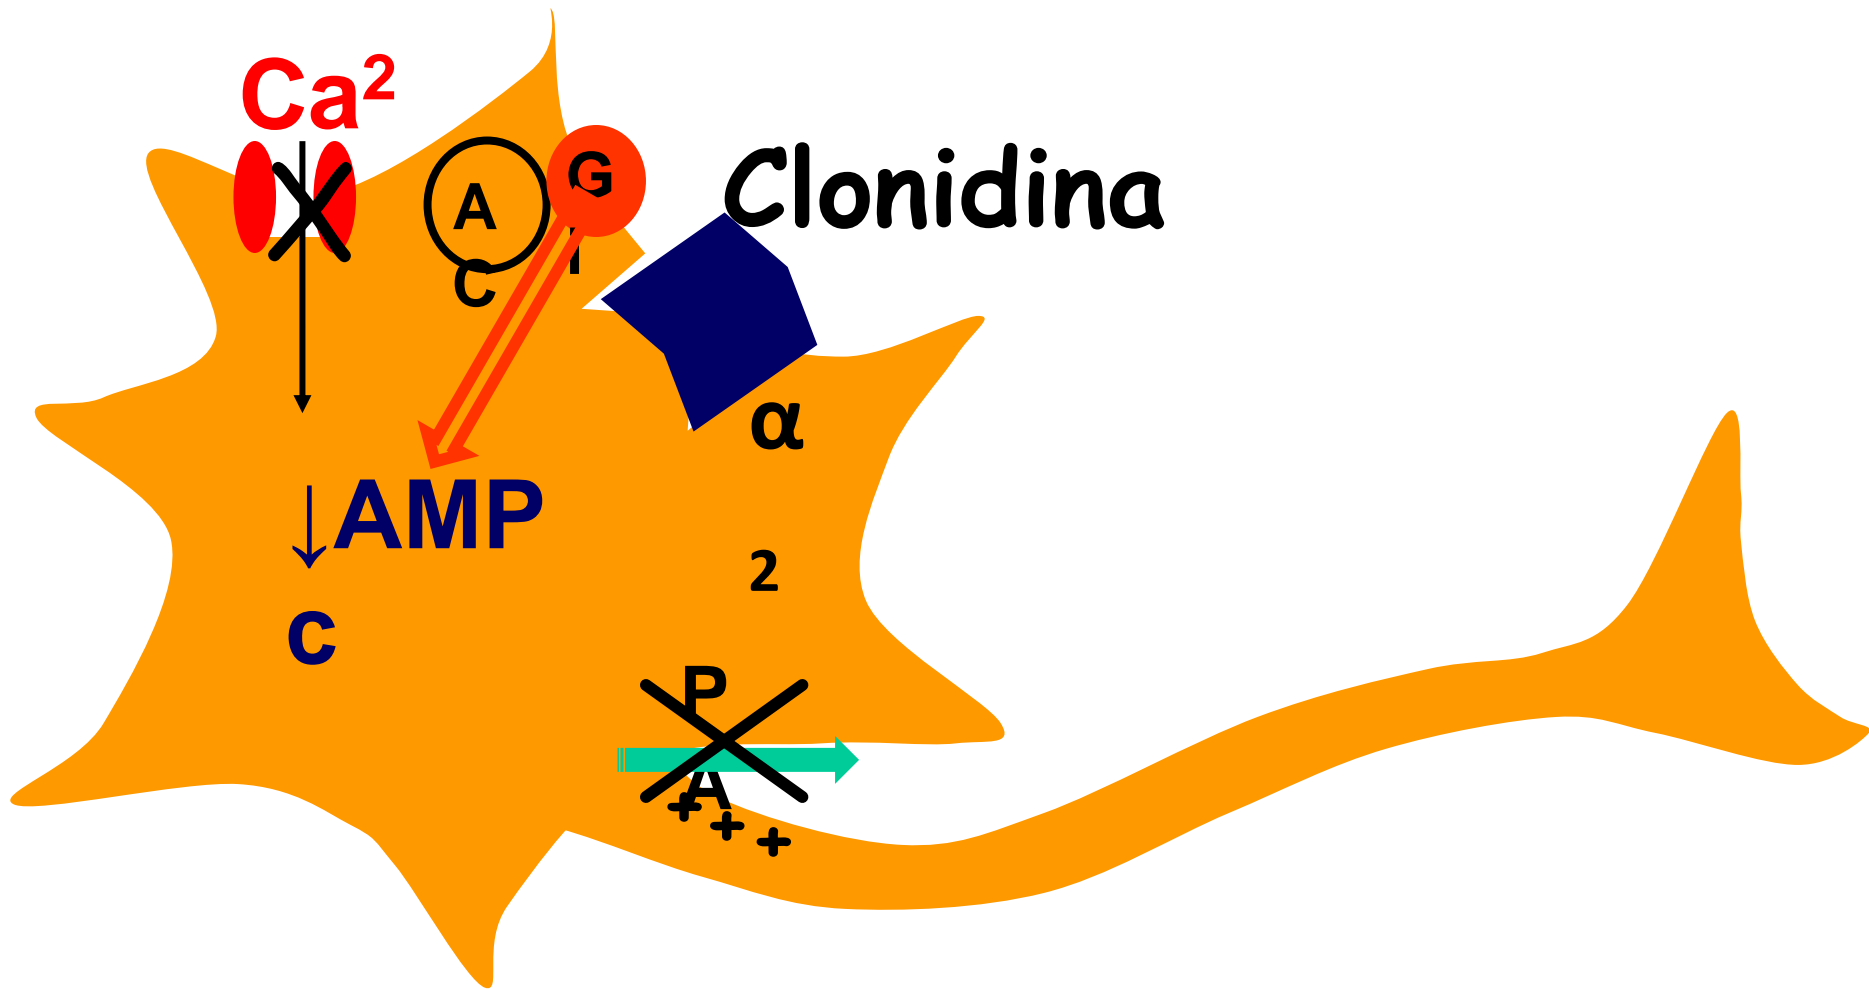 Ca²
A
C
G
I
Clonidina
α
2
↓AMP
c
P
A
+
+
+